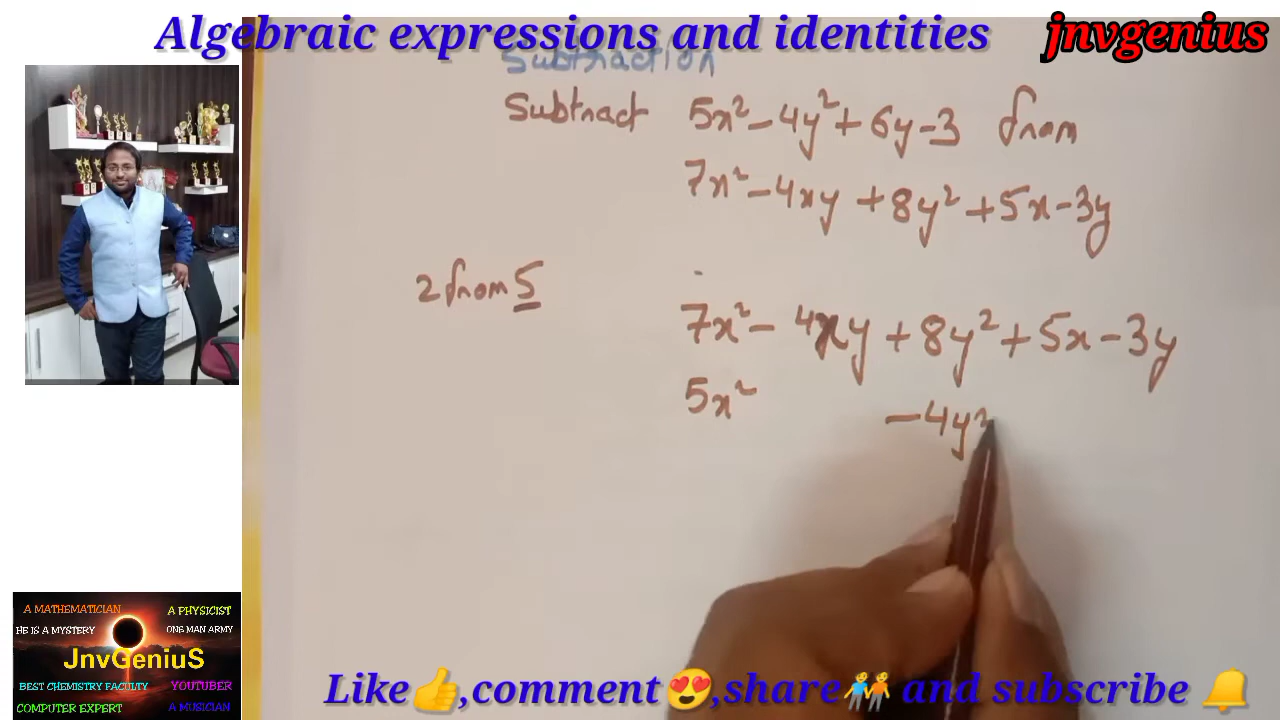 Algebraic expressions and identities
jnvgenius
Subtraction
Subtract 5x² - 4y² + 6y - 3 from
7x² - 4xy + 8y² + 5x - 3y
2 from 5
7x² - 4xy + 8y² + 5x - 3y
5x² - 4y²
A MATHEMATICIAN
A PHYSICIST
HE IS A MYSTERY
ONE MAN ARMY
JnvGeniuS
BEST CHEMISTRY FACULTY
YOUTUBER
COMPUTER EXPERT
A MUSICIAN
Like👍,comment😍,share👫 and subscribe 🔔